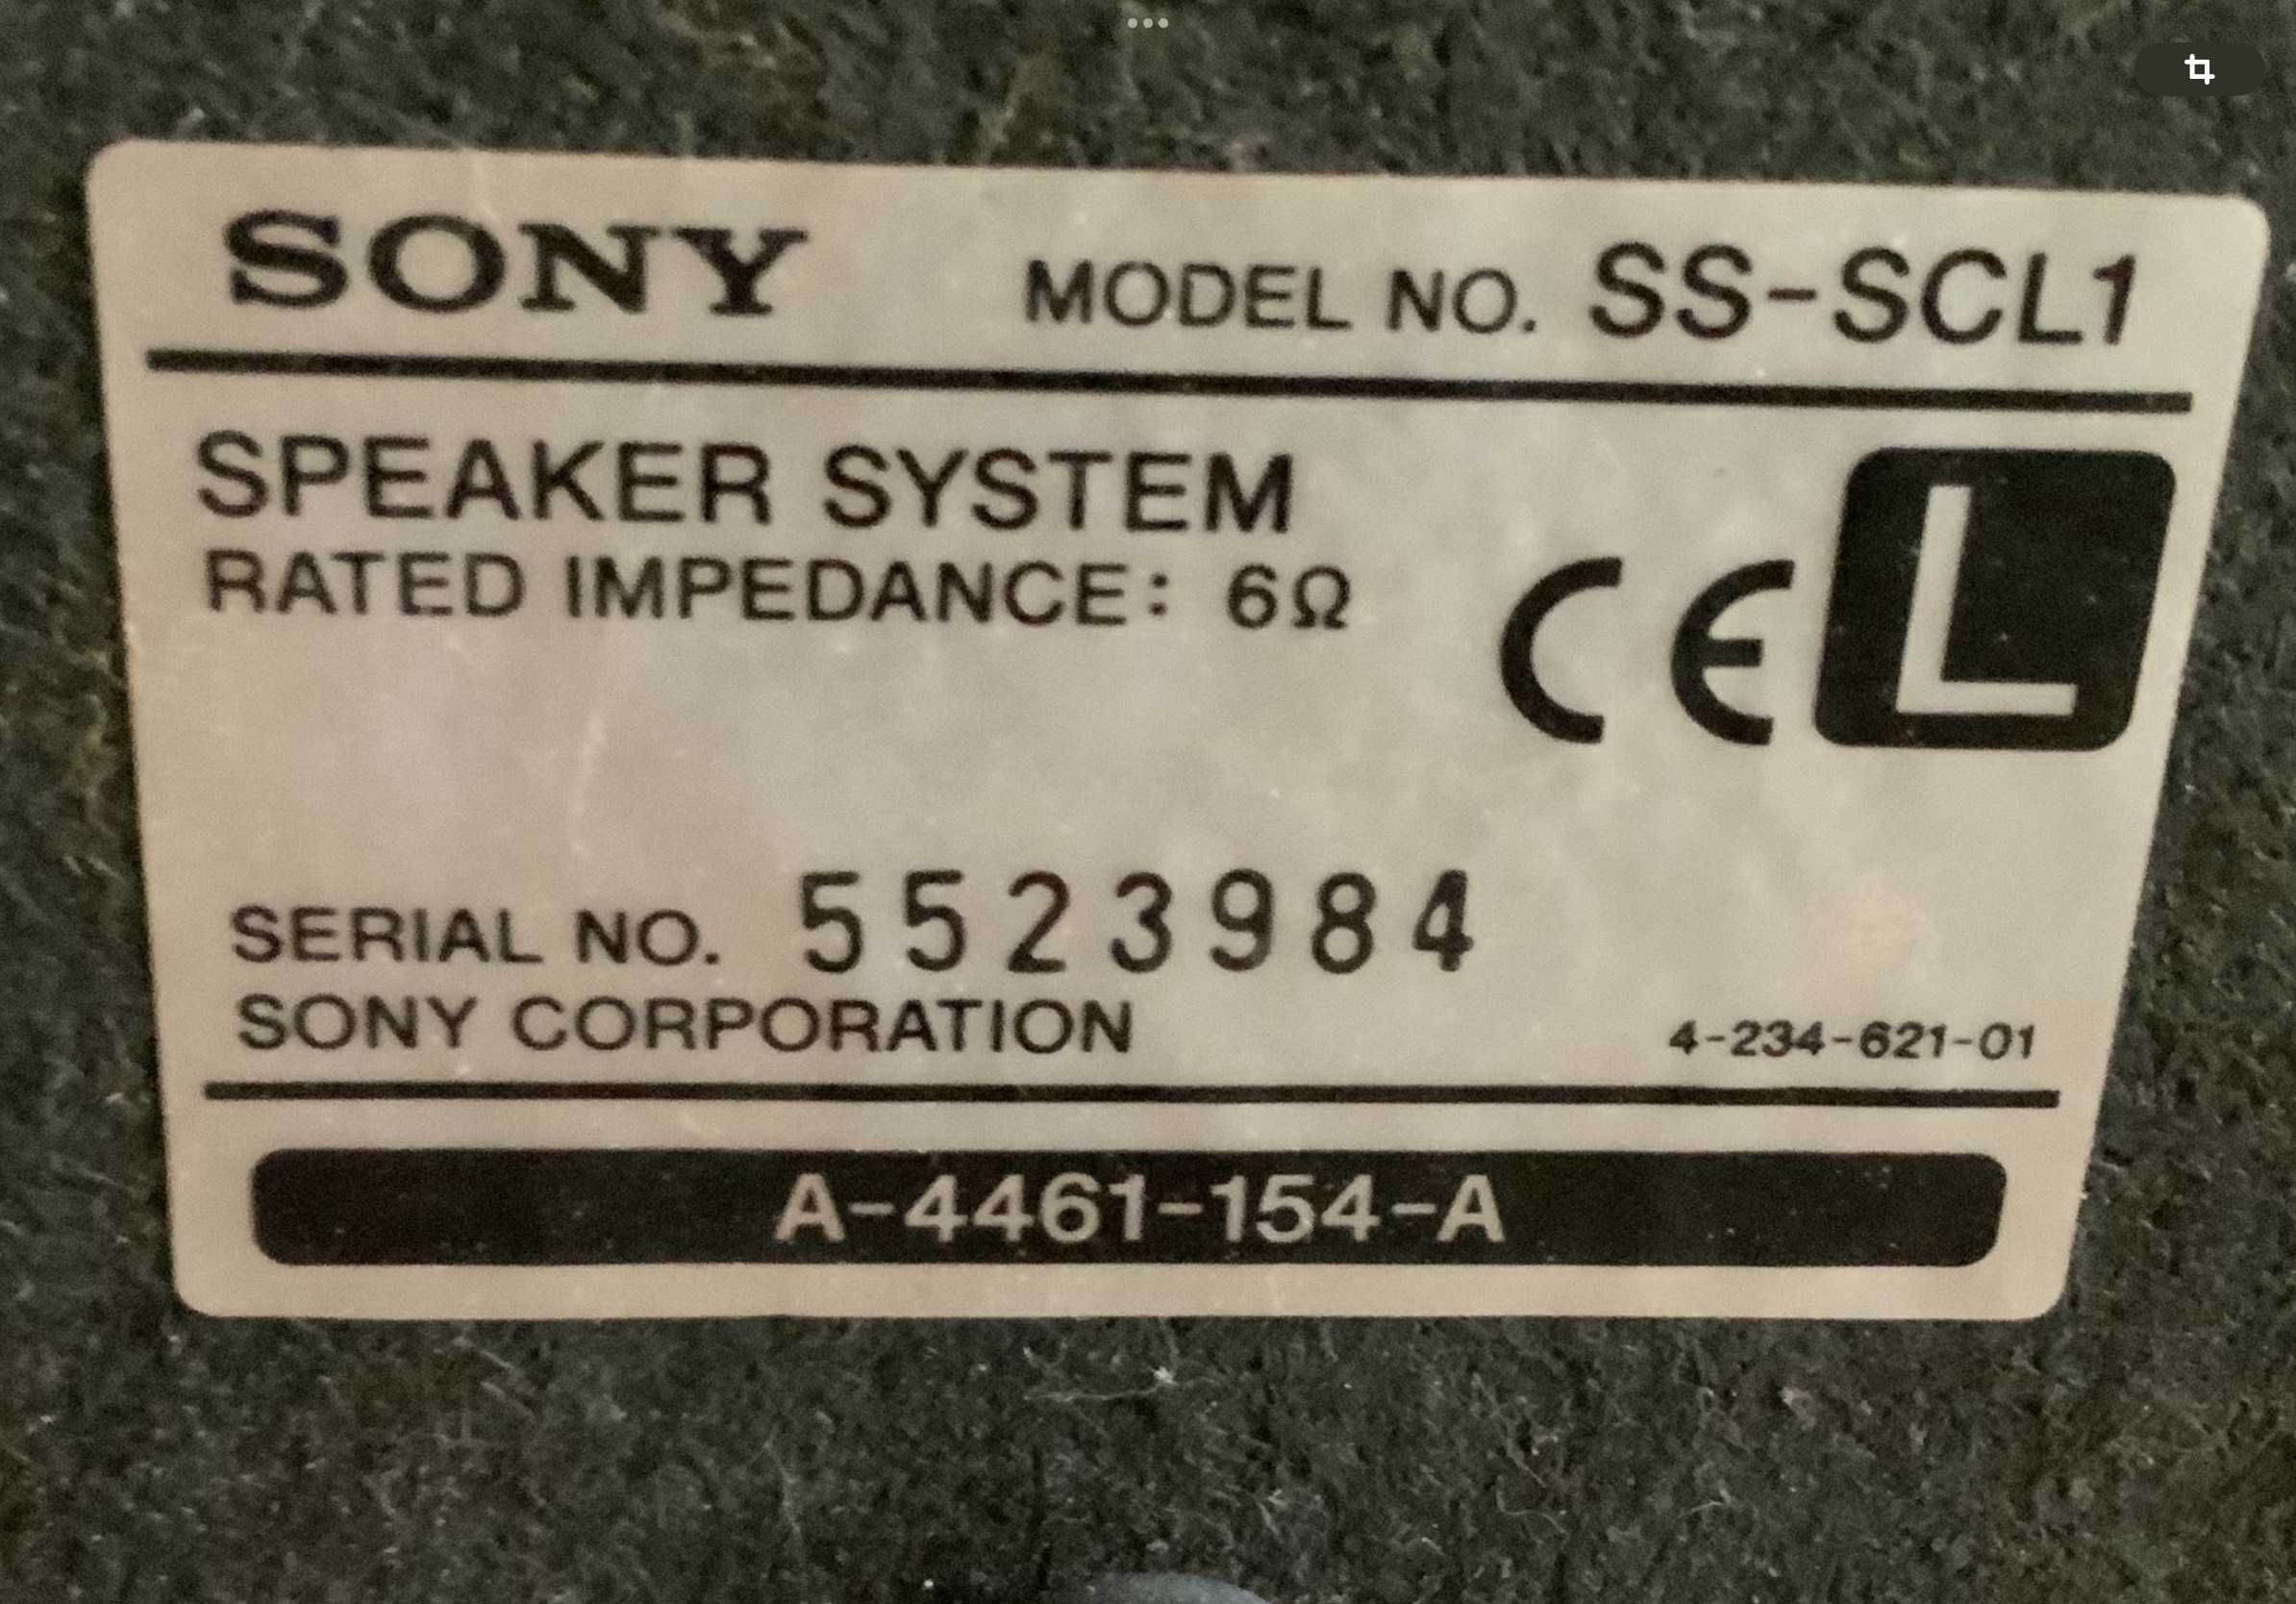 SONY MODEL NO. SS-SCL1
SPEAKER SYSTEM
RATED IMPEDANCE: 6Ω
CE L
SERIAL NO. 5523984
SONY CORPORATION
4-234-621-01
A-4461-154-A